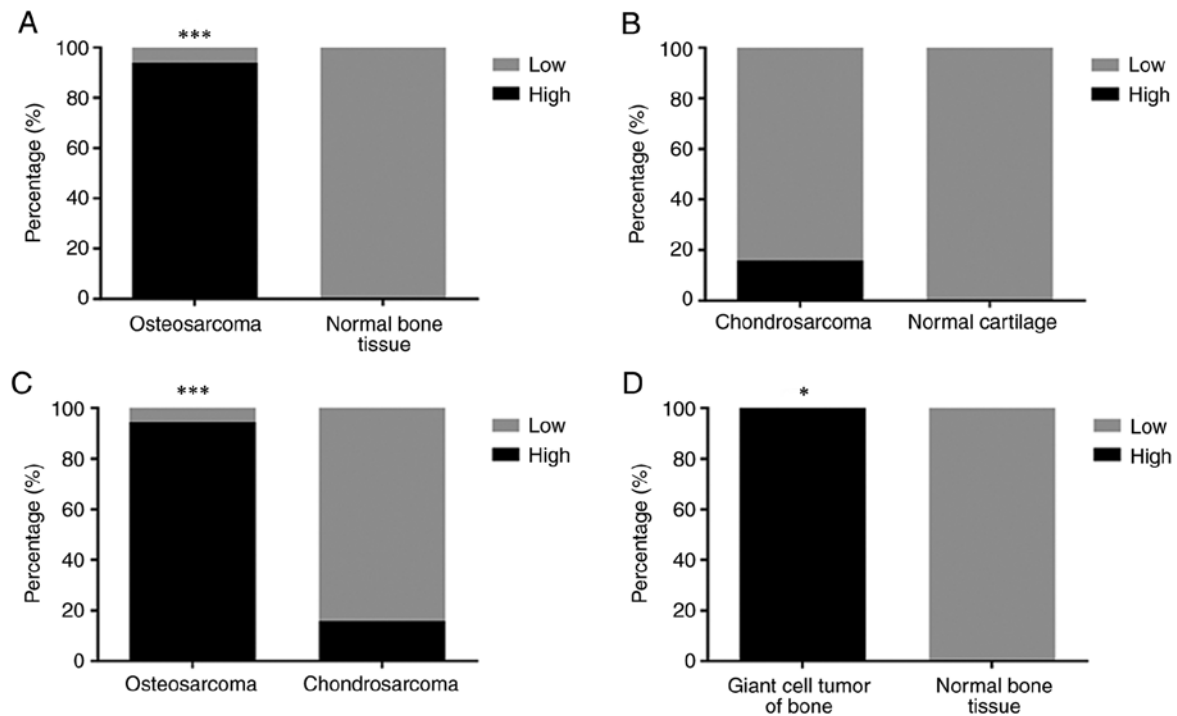 A
***
Percentage (%)
100
80
60
40
20
0
Osteosarcoma
Normal bone
tissue
Low
High
B
Percentage (%)
100
80
60
40
20
0
Chondrosarcoma
Normal cartilage
Low
High
C
***
Percentage (%)
100
80
60
40
20
0
Osteosarcoma
Chondrosarcoma
Low
High
D
*
Percentage (%)
100
80
60
40
20
0
Giant cell tumor
of bone
Normal bone
tissue
Low
High